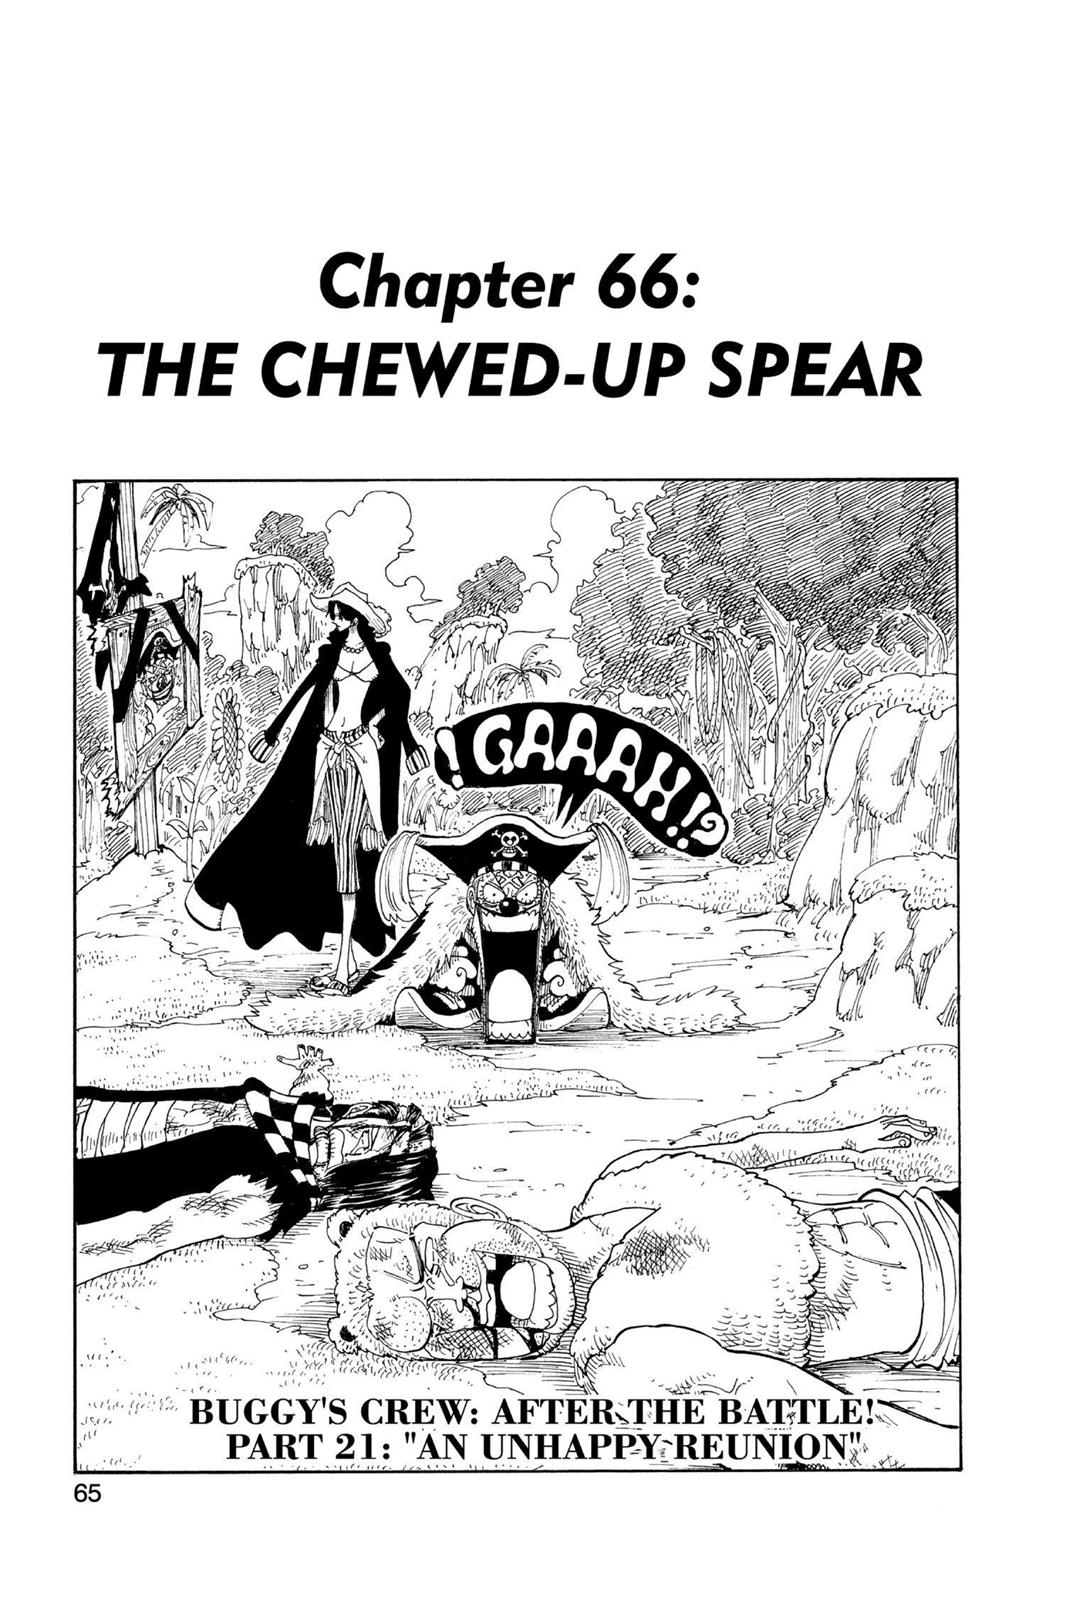 Chapter 66:
THE CHEWED-UP SPEAR
!GAAAH!?
BUGGY'S CREW: AFTER THE BATTLE!
PART 21: "AN UNHAPPY REUNION"
65